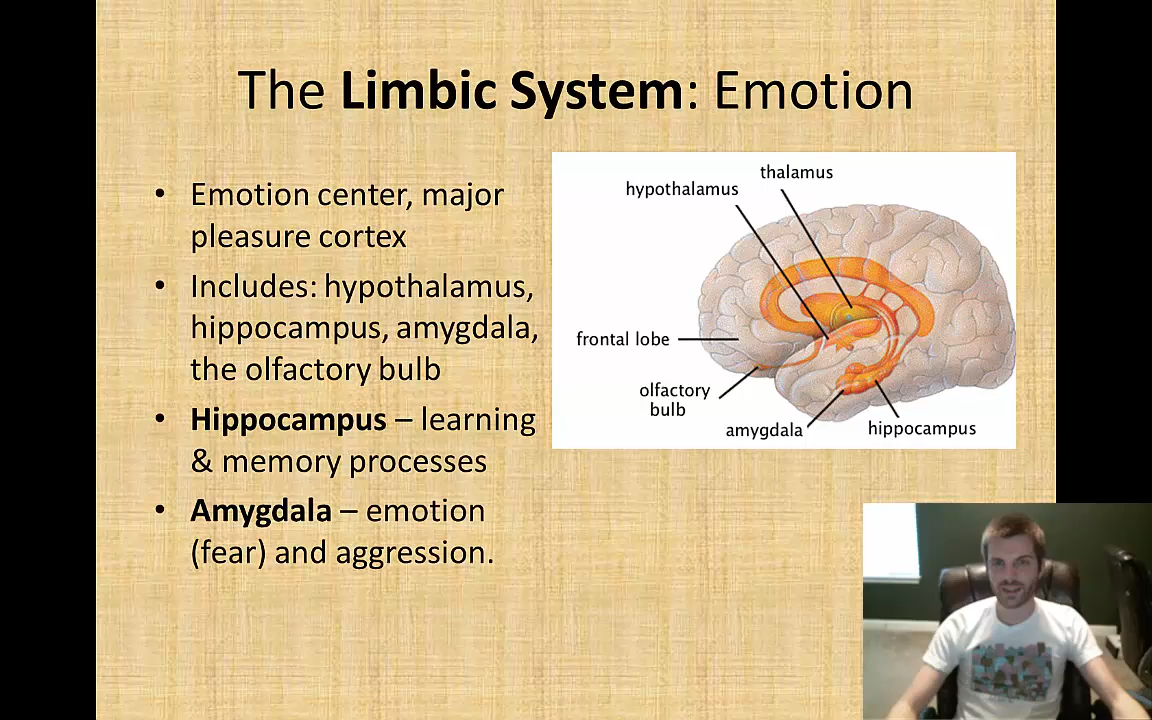 The Limbic System: Emotion
• Emotion center, major
pleasure cortex
• Includes: hypothalamus,
hippocampus, amygdala,
the olfactory bulb
• Hippocampus – learning
& memory processes
• Amygdala – emotion
(fear) and aggression.
thalamus
hypothalamus
frontal lobe
olfactory
bulb
amygdala
hippocampus